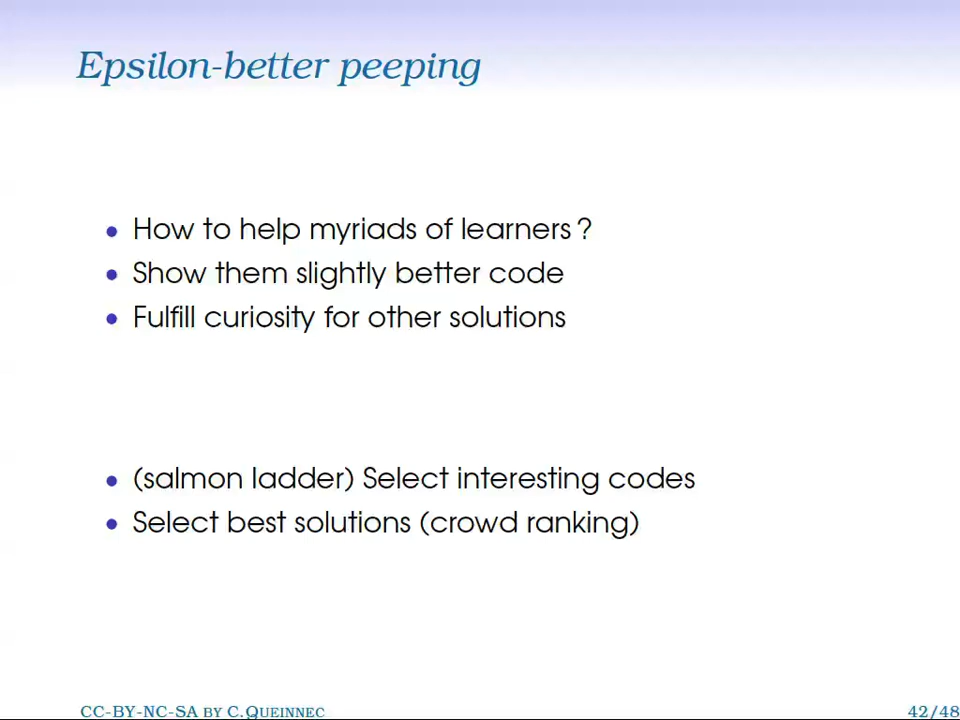 Epsilon-better peeping
• How to help myriads of learners ?
• Show them slightly better code
• Fulfill curiosity for other solutions
• (salmon ladder) Select interesting codes
• Select best solutions (crowd ranking)
CC-BY-NC-SA BY C.QUEINNEC 42/48